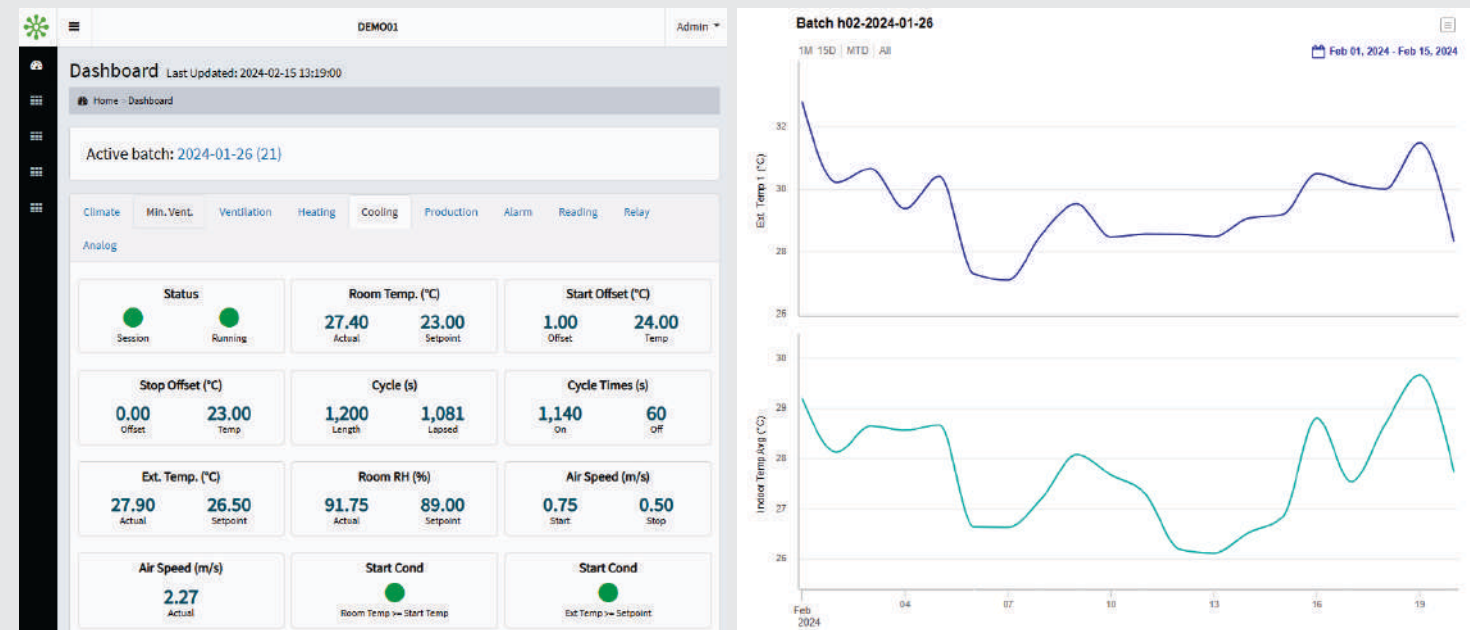 DEMO01
Admin
Dashboard Last Updated: 2024-02-15 13:19:00
Home Dashboard
Active batch: 2024-01-26 (21)
Climate Min. Vent. Ventilation Heating Cooling Production Alarm Reading Relay
Analog
Status
Session Running
Room Temp. (°C)
27.40 23.00
Actual Setpoint
Start Offset (°C)
1.00 24.00
Offset Temp
Stop Offset (°C)
0.00 23.00
Offset Temp
Cycle (s)
1,200 1,081
Length Lapsed
Cycle Times (s)
1,140 60
On Off
Ext. Temp. (°C)
27.90 26.50
Actual Setpoint
Room RH (%)
91.75 89.00
Actual Setpoint
Air Speed (m/s)
0.75 0.50
Start Stop
Air Speed (m/s)
2.27
Actual
Start Cond
Room Temp >= Start Temp
Start Cond
Ext Temp >= Setpoint
Batch h02-2024-01-26
1M 15D MTD All
Feb 01, 2024 - Feb 15, 2024
Ext. Temp 1 (°C)
32
30
28
26
Indoor Temp Avg (°C)
30
29
28
27
26
Feb 04 07 10 13 16 19
2024